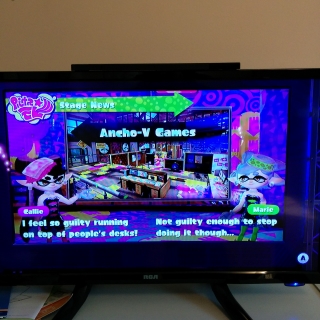 Stage News
Ancho-V Games
Callie
I feel so guilty running
on top of people's desks!
Marie
Not guilty enough to stop
doing it though...
A
RCA